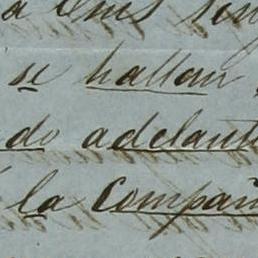 a
se hallan
do adelant
la Compañ